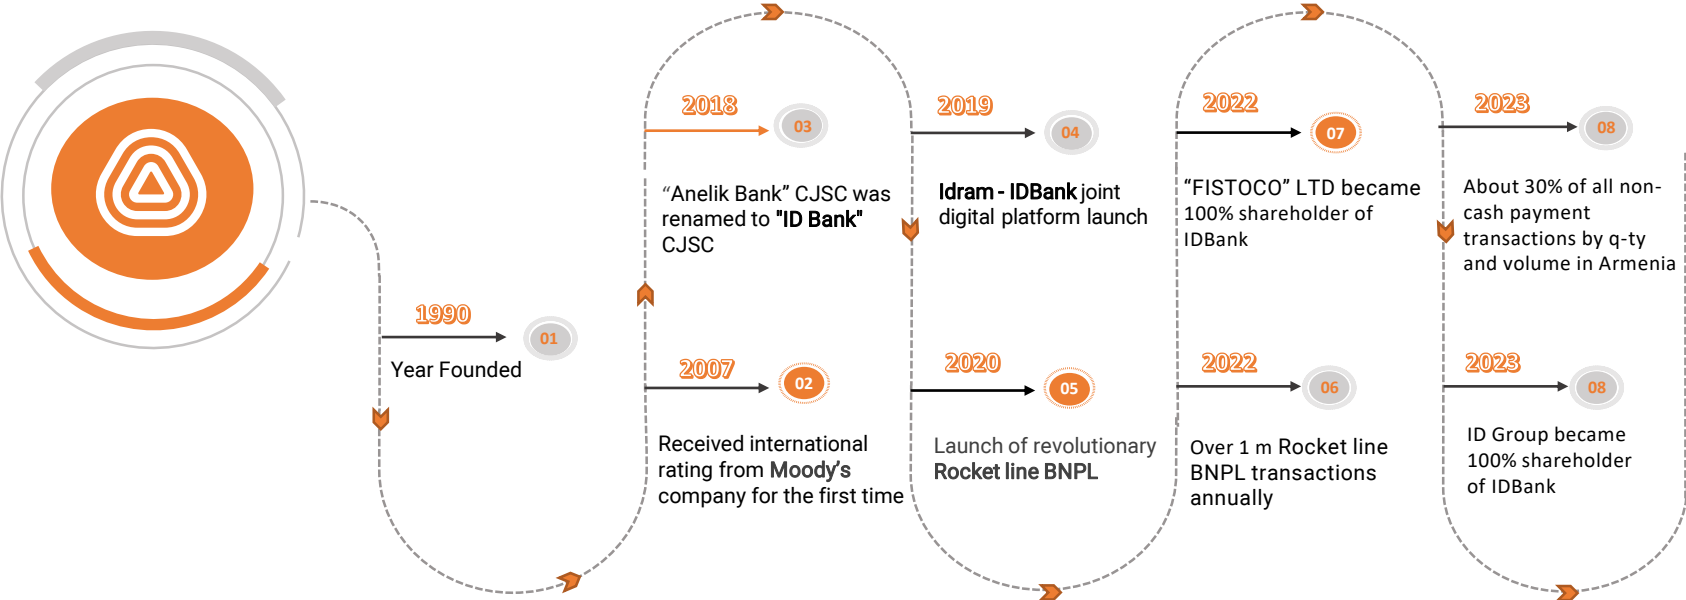 1990
01
Year Founded
2007
02
Received international
rating from Moody's
company for the first time
2018
03
“Anelik Bank” CJSC was
renamed to "ID Bank"
CJSC
2019
04
Idram - IDBank joint
digital platform launch
2020
05
Launch of revolutionary
Rocket line BNPL
2022
06
Over 1 m Rocket line
BNPL transactions
annually
2022
07
“FISTOCO” LTD became
100% shareholder of
IDBank
2023
08
About 30% of all non-
cash payment
transactions by q-ty
and volume in Armenia
2023
08
ID Group became
100% shareholder
of IDBank